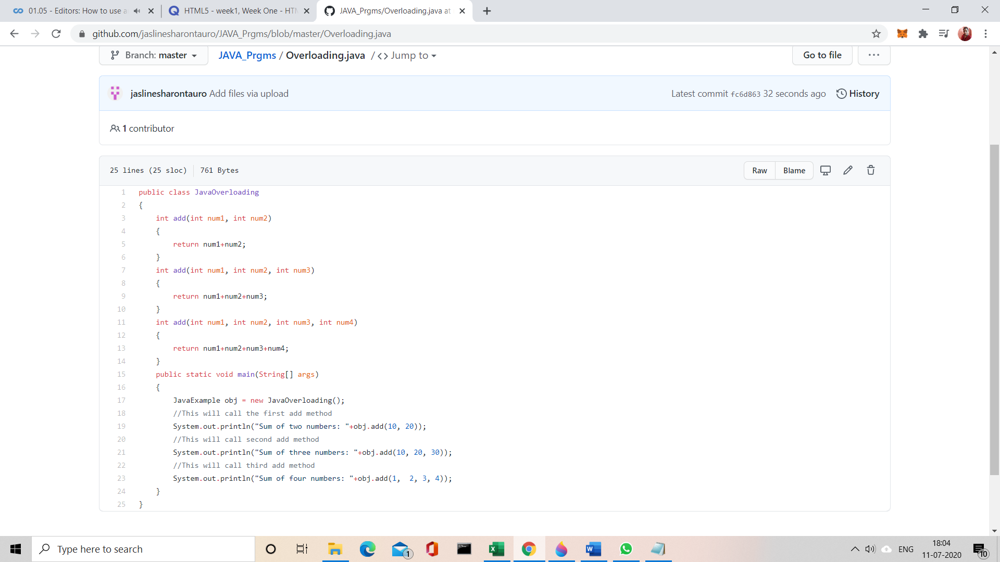 01.05 - Editors: How to use a
HTML5 - week1, Week One - HTM
JAVA_Prgms/Overloading.java at
github.com/jaslinesharontauro/JAVA_Prgms/blob/master/Overloading.java
Branch: master JAVA_Prgms / Overloading.java / <> Jump to Go to file ...
jaslinesharontauro Add files via upload Latest commit fc6d863 32 seconds ago History
1 contributor
25 lines (25 sloc) 761 Bytes Raw Blame
1 public class JavaOverloading
2 {
3 int add(int num1, int num2)
4 {
5 return num1+num2;
6 }
7 int add(int num1, int num2, int num3)
8 {
9 return num1+num2+num3;
10 }
11 int add(int num1, int num2, int num3, int num4)
12 {
13 return num1+num2+num3+num4;
14 }
15 public static void main(String[] args)
16 {
17 JavaExample obj = new JavaOverloading();
18 //This will call the first add method
19 System.out.println("Sum of two numbers: "+obj.add(10, 20));
20 //This will call second add method
21 System.out.println("Sum of three numbers: "+obj.add(10, 20, 30));
22 //This will call third add method
23 System.out.println("Sum of four numbers: "+obj.add(1,  2, 3, 4));
24 }
25 }
Type here to search 1 ENG 18:04
11-07-2020 10